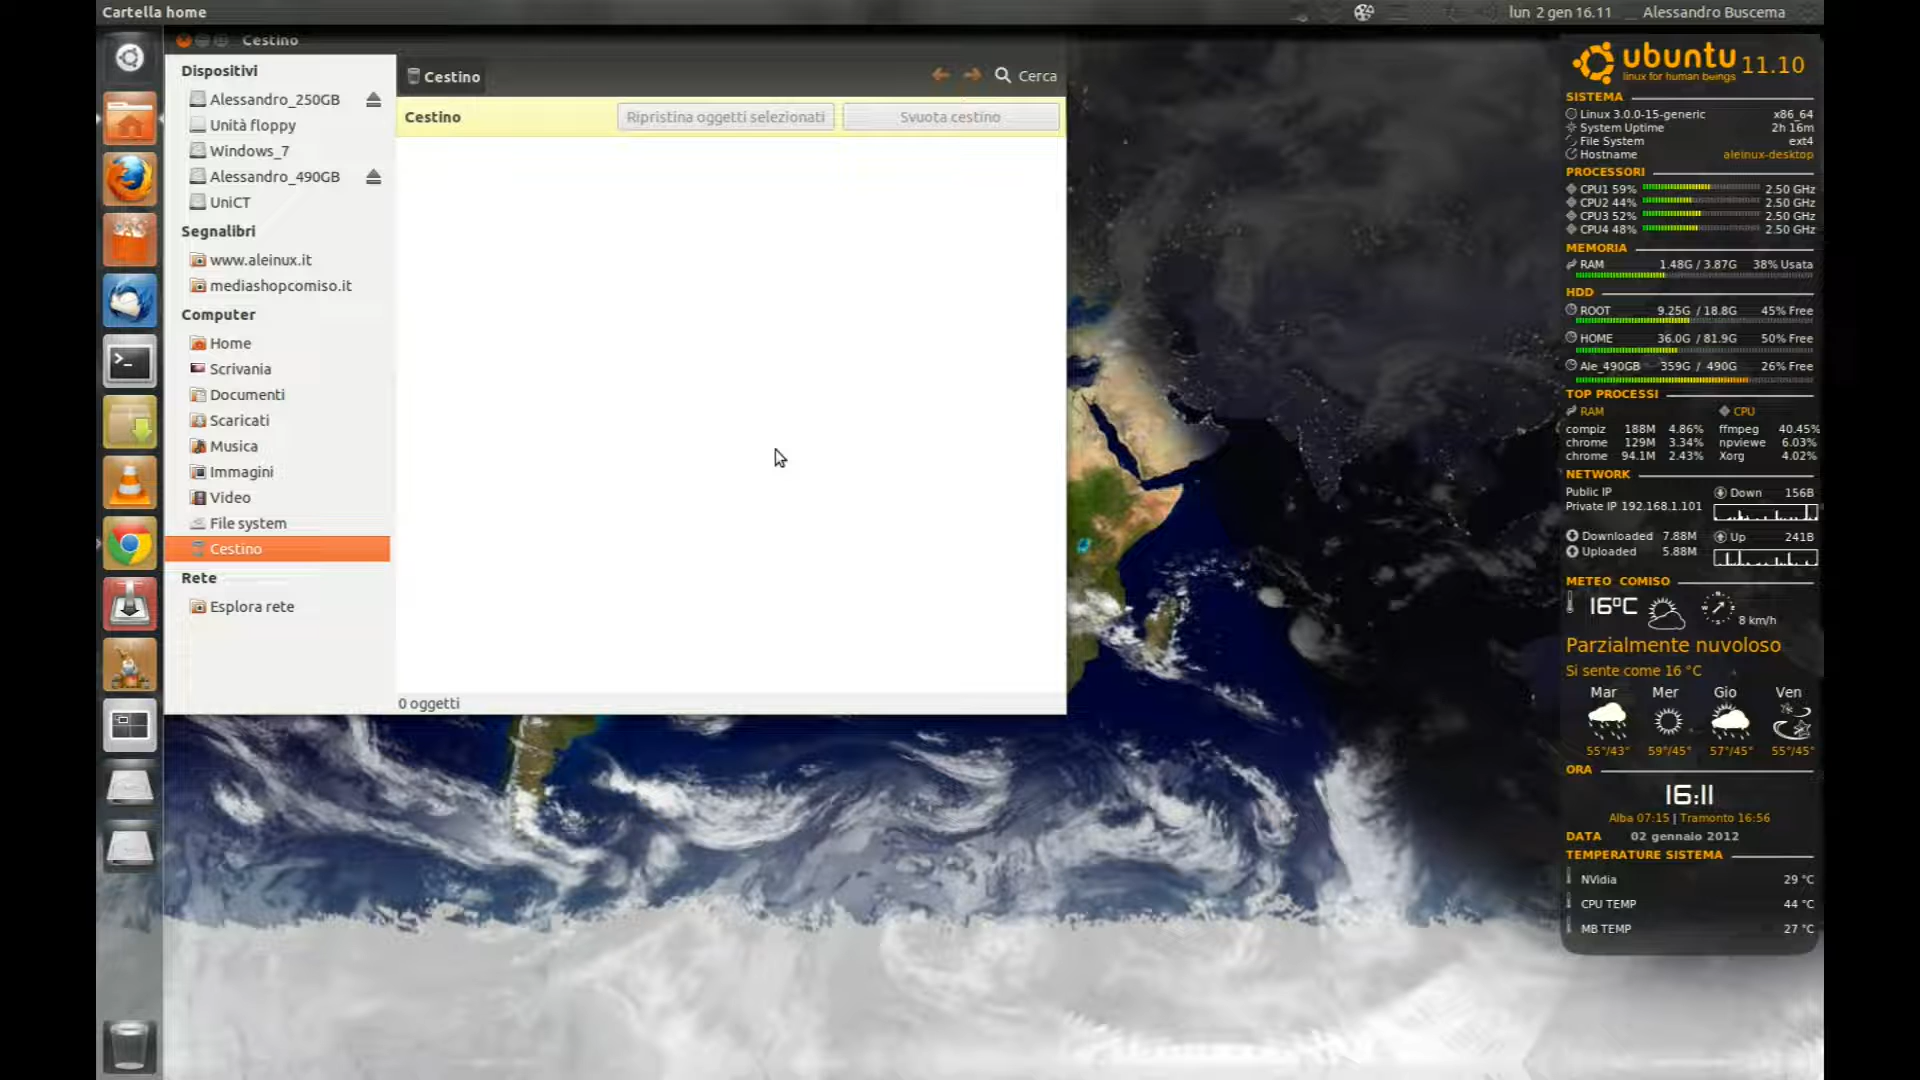 Cartella home
lun 2 gen 16.11
Alessandro Buscema
Cestino
Dispositivi
Alessandro_250GB
Unità floppy
Windows_7
Alessandro_490GB
UniCT
Segnalibri
www.aleinux.it
mediashopcomiso.it
Computer
Home
Scrivania
Documenti
Scaricati
Musica
Immagini
Video
File system
Cestino
Rete
Esplora rete
Cestino
Cerca
Cestino
Ripristina oggetti selezionati
Svuota cestino
0 oggetti
ubuntu 11.10
linux for human beings
SISTEMA
Linux 3.0.0-15-generic x86_64
System Uptime 2h 16m
File System ext4
Hostname aleinux-desktop
PROCESSORI
CPU1 59% 2.50 GHz
CPU2 44% 2.50 GHz
CPU3 52% 2.50 GHz
CPU4 48% 2.50 GHz
MEMORIA
RAM 1.48G / 3.87G 38% Usata
HDD
ROOT 9.25G / 18.8G 45% Free
HOME 36.0G / 81.9G 50% Free
Ale_490GB 359G / 490G 26% Free
TOP PROCESSI
RAM CPU
compiz 188M 4.86% ffmpeg 40.45%
chrome 129M 3.34% npviewe 6.03%
chrome 94.1M 2.43% Xorg 4.02%
NETWORK
Public IP Down 156B
Private IP 192.168.1.101
Downloaded 7.88M Up 241B
Uploaded 5.88M
METEO COMISO
16°C
8 km/h
Parzialmente nuvoloso
Si sente come 16 °C
Mar Mer Gio Ven
55°/43° 59°/45° 57°/45° 55°/45°
ORA
16:11
Alba 07:15 | Tramonto 16:56
DATA 02 gennaio 2012
TEMPERATURE SISTEMA
NVidia 29 °C
CPU TEMP 44 °C
MB TEMP 27 °C